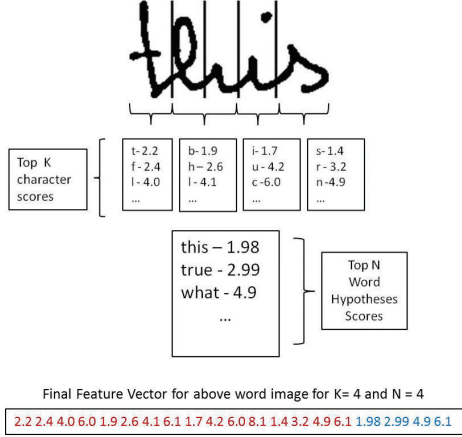 this
Top K
character
scores
t- 2.2
f - 2.4
l - 4.0
...
b- 1.9
h – 2.6
l - 4.1
...
i- 1.7
u - 4.2
c -6.0
...
s- 1.4
r - 3.2
n -4.9
...
this – 1.98
true - 2.99
what - 4.9
...
Top N
Word
Hypotheses
Scores
Final Feature Vector for above word image for K= 4 and N = 4
2.2 2.4 4.0 6.0 1.9 2.6 4.1 6.1 1.7 4.2 6.0 8.1 1.4 3.2 4.9 6.1 1.98 2.99 4.9 6.1